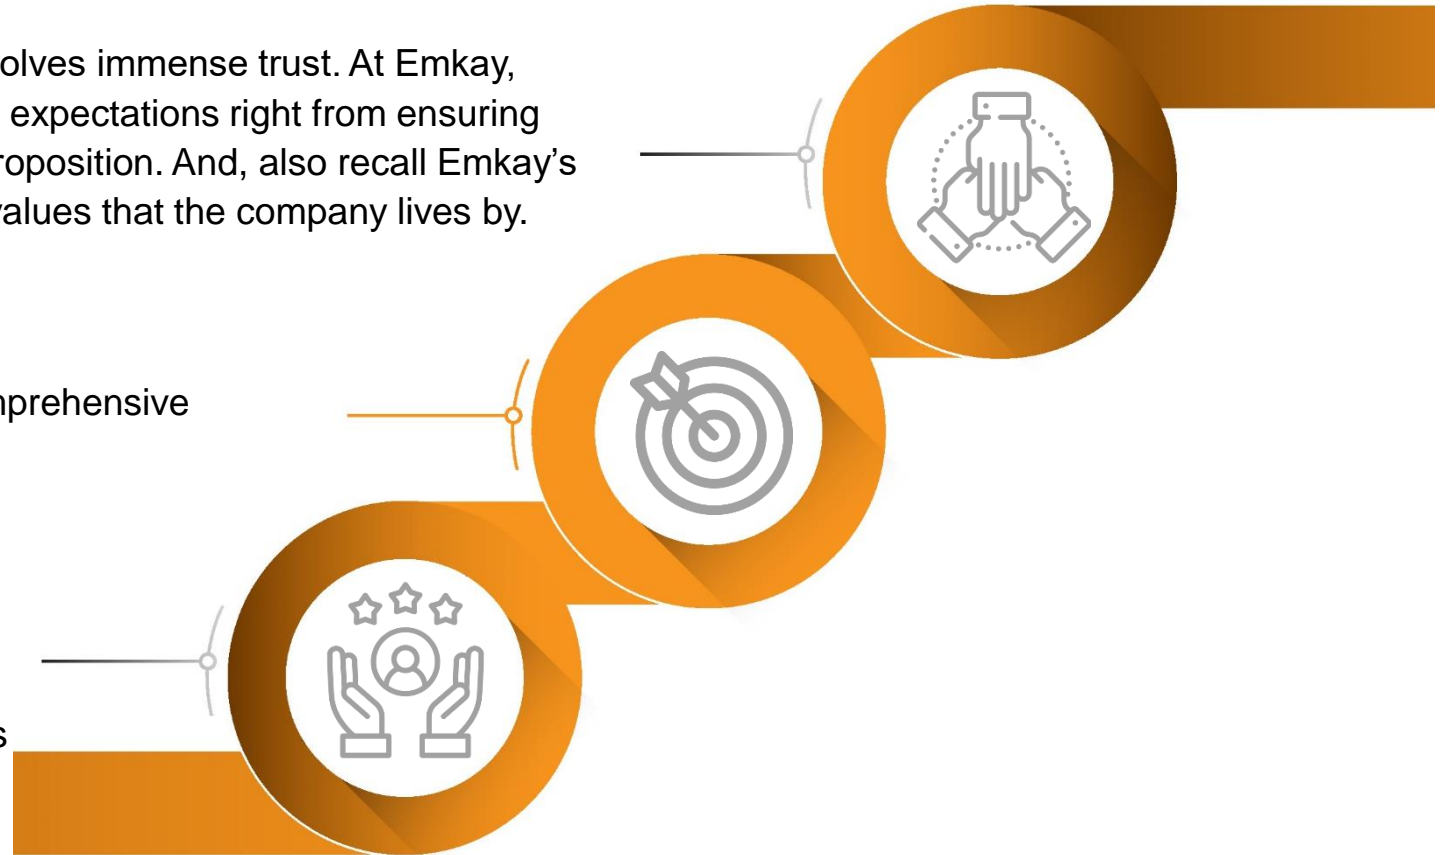 olves immense trust. At Emkay,
expectations right from ensuring
roposition. And, also recall Emkay’s
values that the company lives by.
mprehensive
s